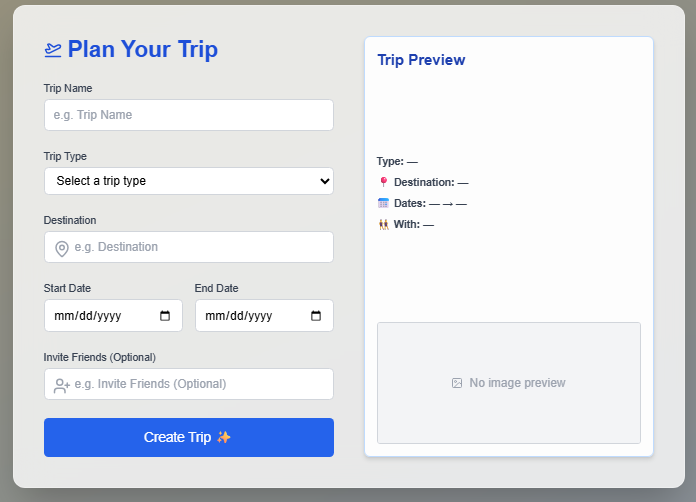 Plan Your Trip
Trip Name
e.g. Trip Name
Trip Type
Select a trip type
Destination
e.g. Destination
Start Date End Date
mm/dd/yyyy mm/dd/yyyy
Invite Friends (Optional)
e.g. Invite Friends (Optional)
Create Trip ✨
Trip Preview
Type: —
📍 Destination: —
🗓️ Dates: — → —
👯 With: —
No image preview